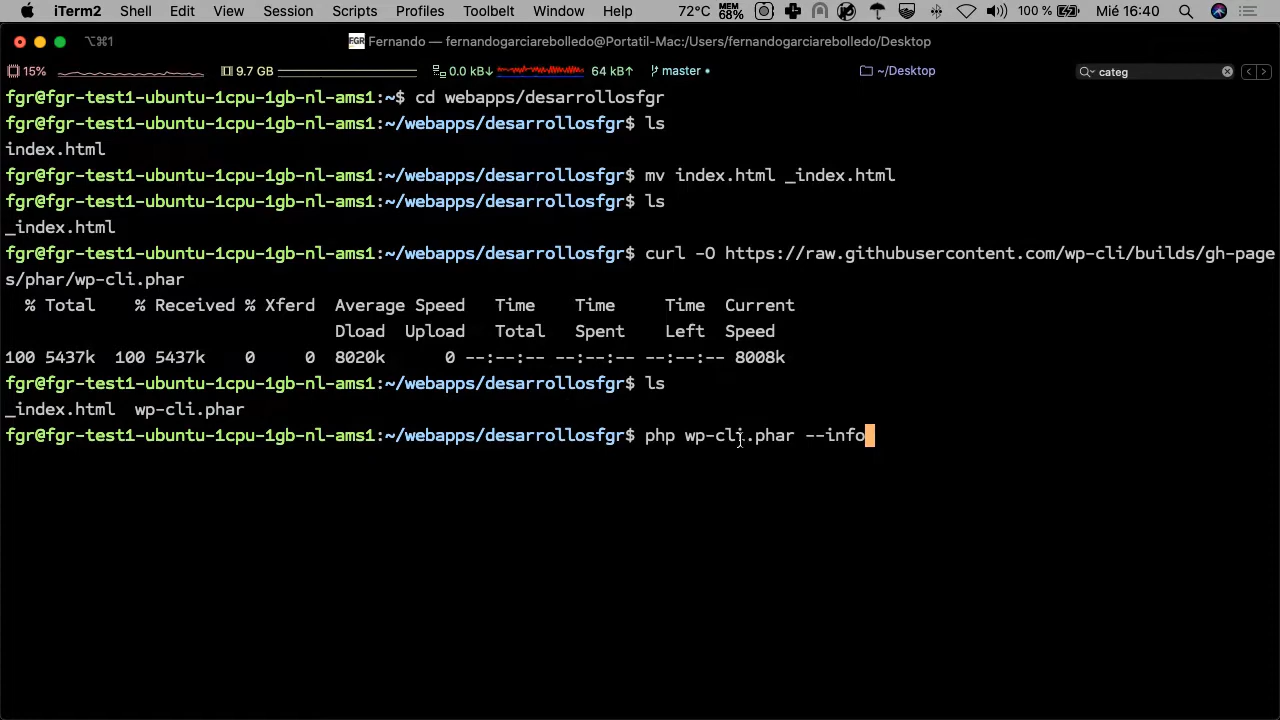 iTerm2 Shell Edit View Session Scripts Profiles Toolbelt Window Help 72°C MEM 68% 100 % Mié 16:40
⌥⌘1 FGR Fernando — fernandogarciarebolledo@Portatil-Mac:/Users/fernandogarciarebolledo/Desktop
15% 9.7 GB 0.0 kB↓ 64 kB↑ master • ~/Desktop categ
fgr@fgr-test1-ubuntu-1cpu-1gb-nl-ams1:~$ cd webapps/desarrollosfgr
fgr@fgr-test1-ubuntu-1cpu-1gb-nl-ams1:~/webapps/desarrollosfgr$ ls
index.html
fgr@fgr-test1-ubuntu-1cpu-1gb-nl-ams1:~/webapps/desarrollosfgr$ mv index.html _index.html
fgr@fgr-test1-ubuntu-1cpu-1gb-nl-ams1:~/webapps/desarrollosfgr$ ls
_index.html
fgr@fgr-test1-ubuntu-1cpu-1gb-nl-ams1:~/webapps/desarrollosfgr$ curl -O https://raw.githubusercontent.com/wp-cli/builds/gh-page
s/phar/wp-cli.phar
% Total % Received % Xferd Average Speed Time Time Time Current
Dload Upload Total Spent Left Speed
100 5437k 100 5437k 0 0 8020k 0 --:--:-- --:--:-- --:--:-- 8008k
fgr@fgr-test1-ubuntu-1cpu-1gb-nl-ams1:~/webapps/desarrollosfgr$ ls
_index.html wp-cli.phar
fgr@fgr-test1-ubuntu-1cpu-1gb-nl-ams1:~/webapps/desarrollosfgr$ php wp-cli.phar --info